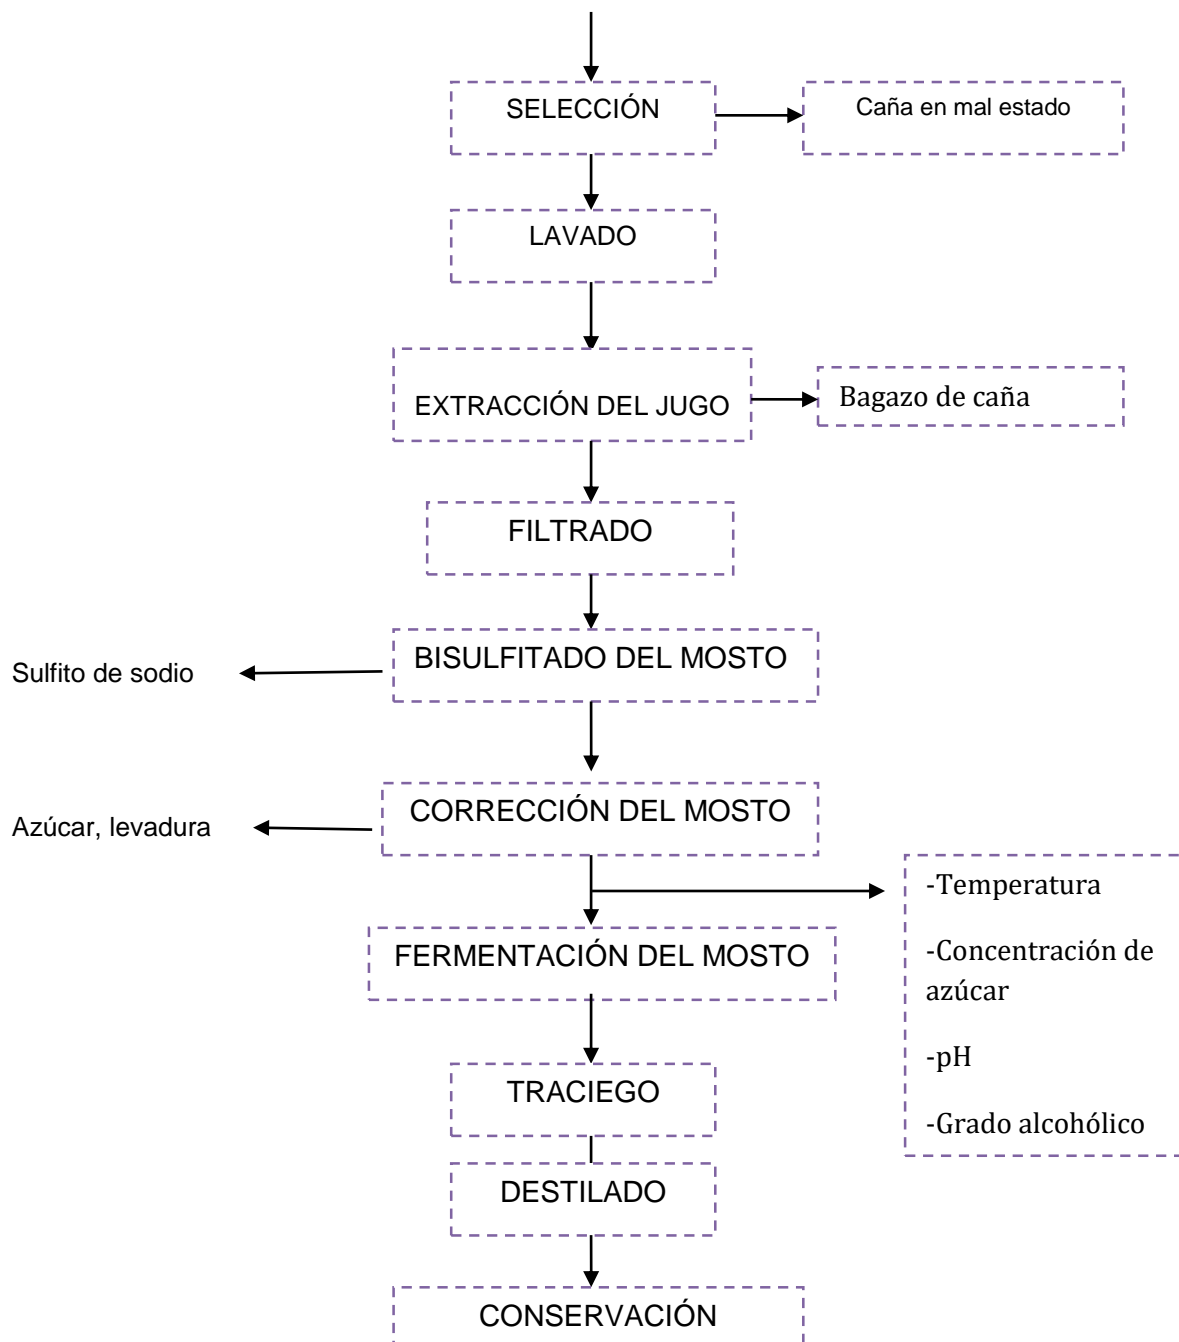 SELECCIÓN
Caña en mal estado
LAVADO
EXTRACCIÓN DEL JUGO
Bagazo de caña
FILTRADO
BISULFITADO DEL MOSTO
Sulfito de sodio
CORRECCIÓN DEL MOSTO
Azúcar, levadura
-Temperatura
-Concentración de
azúcar
-pH
-Grado alcohólico
FERMENTACIÓN DEL MOSTO
TRACIEGO
DESTILADO
CONSERVACIÓN